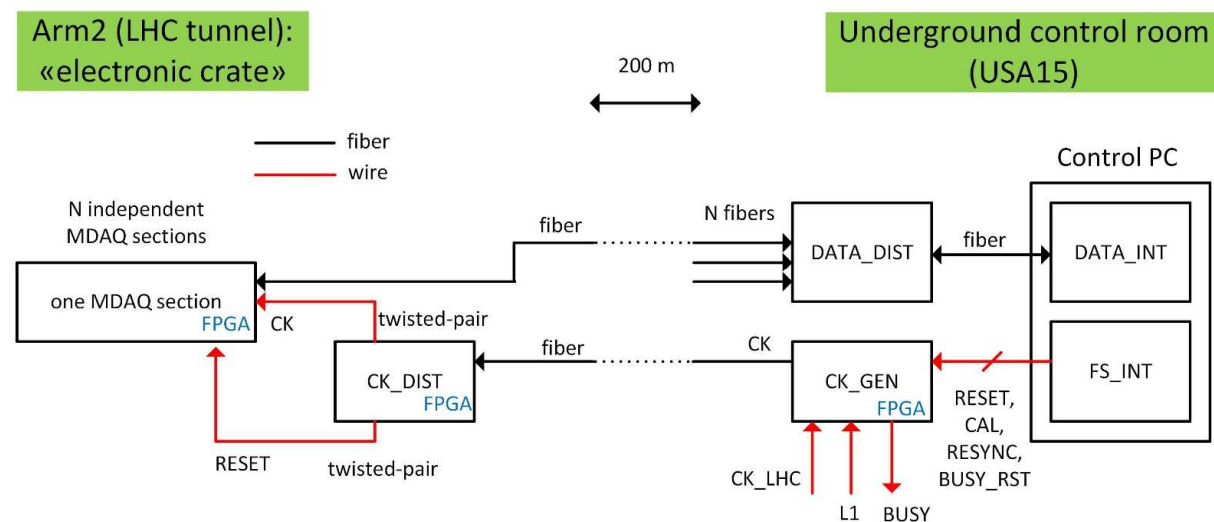 Arm2 (LHC tunnel):
«electronic crate»
Underground control room
(USA15)
200 m
fiber
wire
Control PC
N independent
MDAQ sections
fiber
N fibers
DATA_DIST
fiber
DATA_INT
one MDAQ section
FPGA
CK
twisted-pair
fiber
CK
CK_DIST
FPGA
CK_GEN
FPGA
FS_INT
RESET,
CAL,
RESYNC,
BUSY_RST
RESET
twisted-pair
CK_LHC
L1
BUSY